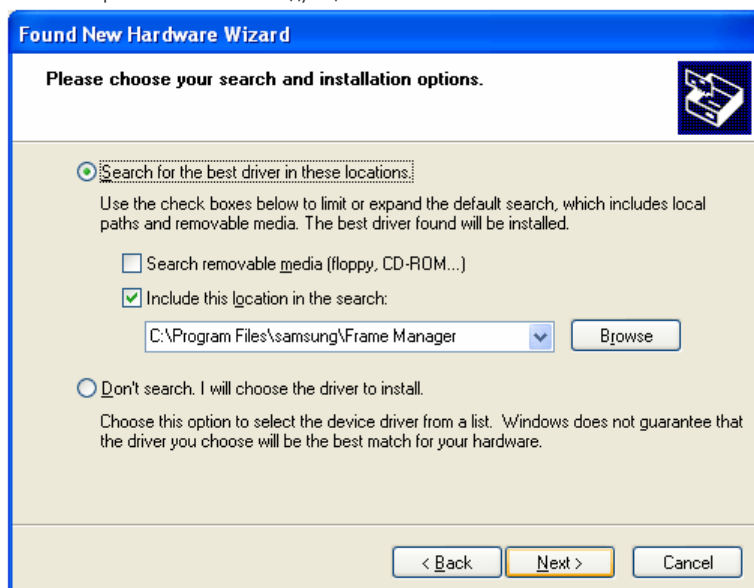 Found New Hardware Wizard
Please choose your search and installation options.
Search for the best driver in these locations.
Use the check boxes below to limit or expand the default search, which includes local
paths and removable media. The best driver found will be installed.
Search removable media (floppy, CD-ROM...)
Include this location in the search:
C:\Program Files\samsung\Frame Manager
Browse
Don't search. I will choose the driver to install.
Choose this option to select the device driver from a list. Windows does not guarantee that
the driver you choose will be the best match for your hardware.
< Back Next > Cancel